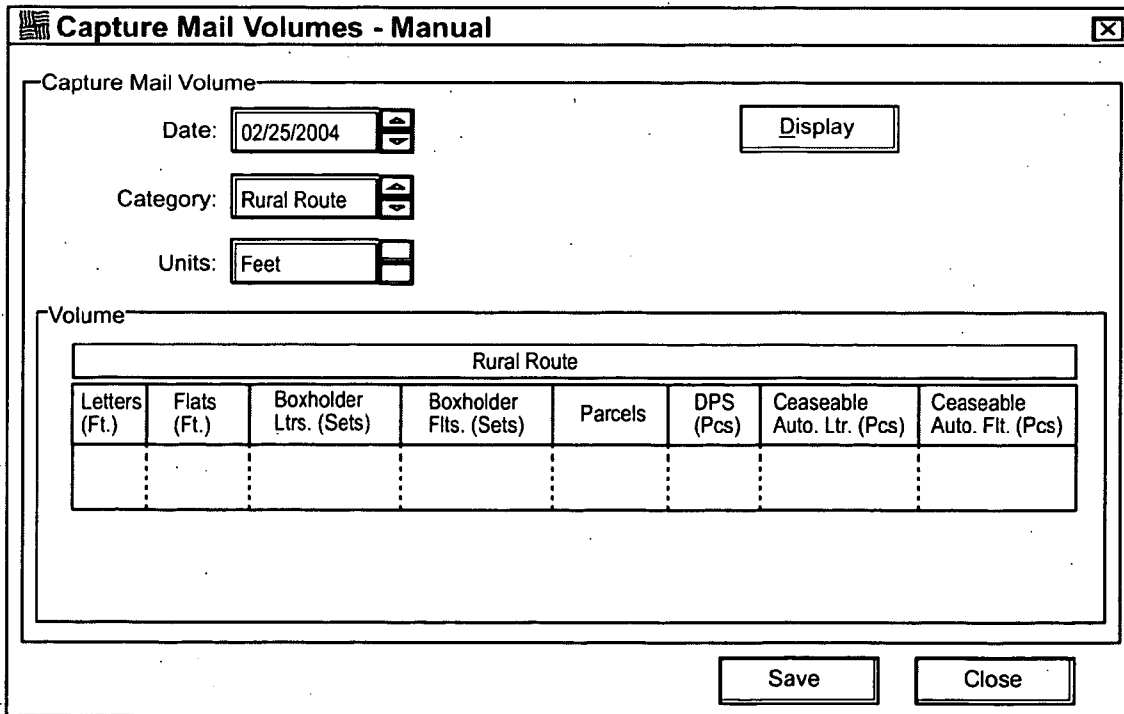 Capture Mail Volumes - Manual
Capture Mail Volume
Date: 02/25/2004
Display
Category: Rural Route
Units: Feet
Volume
Rural Route
Letters (Ft.) Flats (Ft.) Boxholder Ltrs. (Sets) Boxholder Flts. (Sets) Parcels DPS (Pcs) Ceaseable Auto. Ltr. (Pcs) Ceaseable Auto. Flt. (Pcs)
Save Close